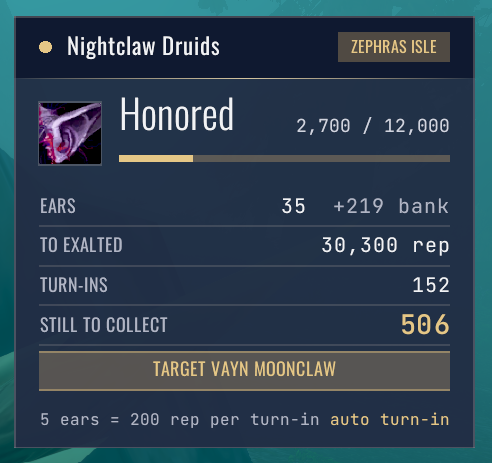 Nightclaw Druids ZEPHRAS ISLE
Honored 2,700 / 12,000
EARS 35 +219 bank
TO EXALTED 30,300 rep
TURN-INS 152
STILL TO COLLECT 506
TARGET VAYN MOONCLAW
5 ears = 200 rep per turn-in auto turn-in